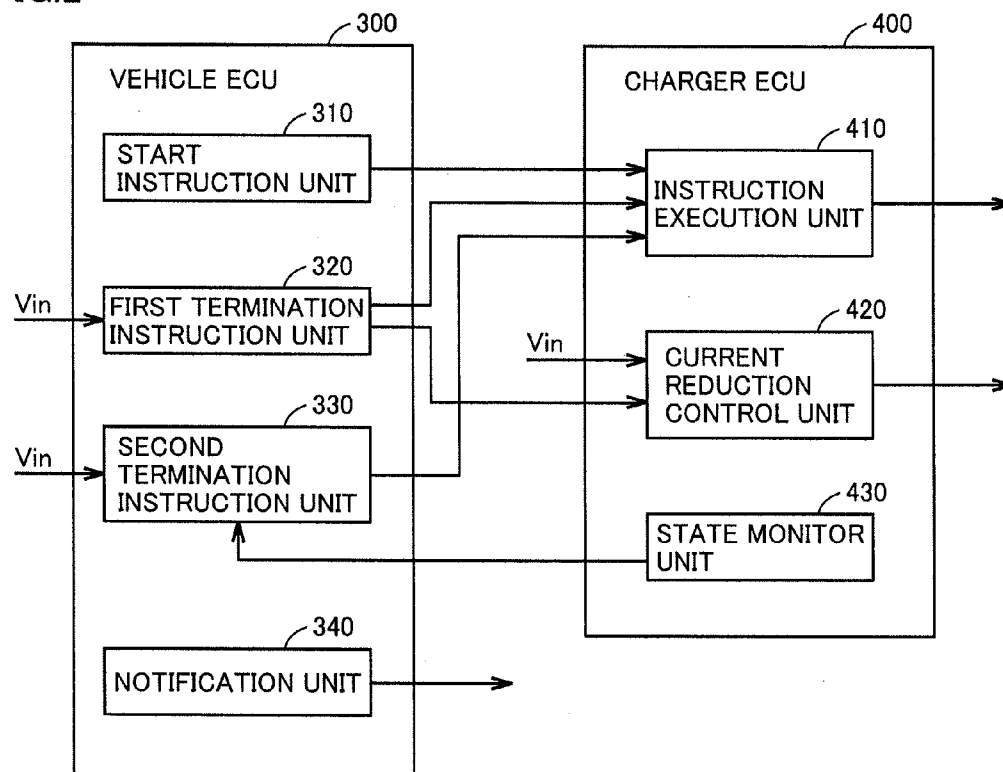 300
VEHICLE ECU
310
START
INSTRUCTION UNIT
320
Vin
FIRST TERMINATION
INSTRUCTION UNIT
330
Vin
SECOND
TERMINATION
INSTRUCTION UNIT
340
NOTIFICATION UNIT
400
CHARGER ECU
410
INSTRUCTION
EXECUTION UNIT
420
Vin
CURRENT
REDUCTION
CONTROL UNIT
430
STATE MONITOR
UNIT